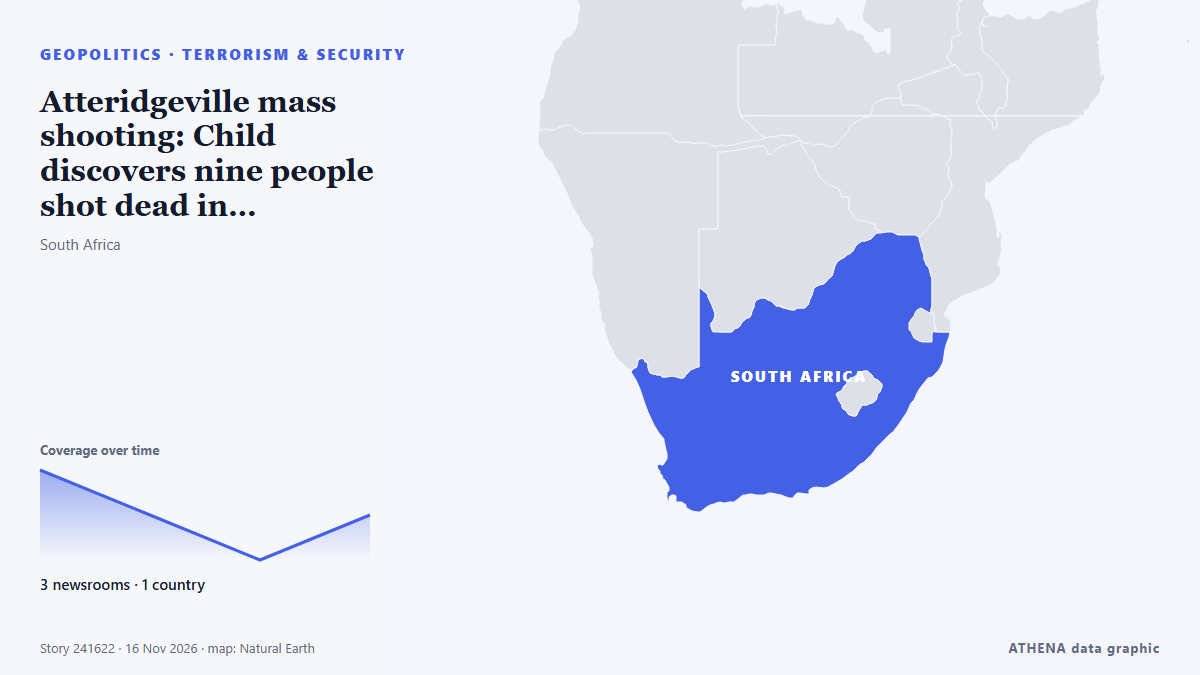 GEOPOLITICS · TERRORISM & SECURITY
Atteridgeville mass
shooting: Child
discovers nine people
shot dead in...
South Africa
SOUTH AFRICA
Coverage over time
3 newsrooms · 1 country
Story 241622 · 16 Nov 2026 · map: Natural Earth
ATHENA data graphic